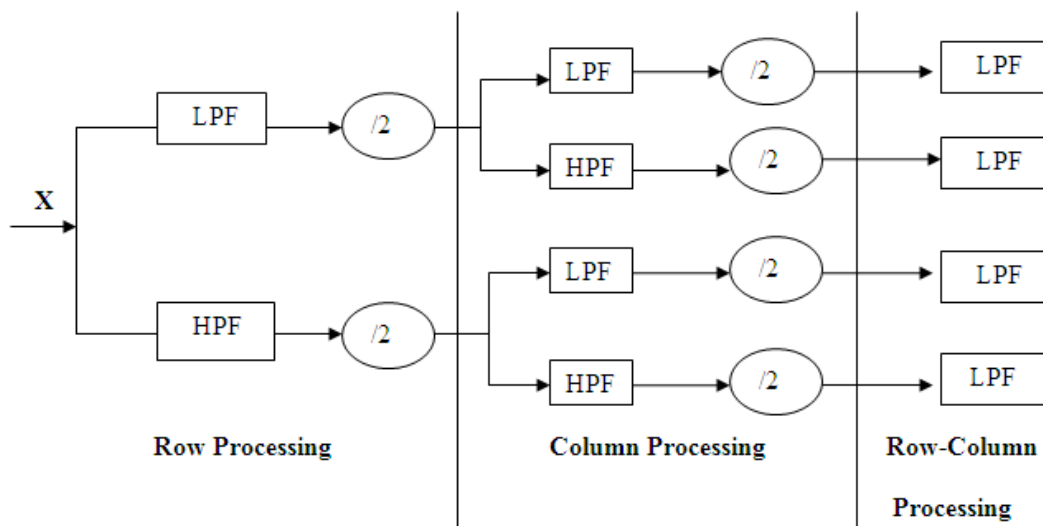 LPF /2 LPF
LPF /2
HPF /2 LPF
X
LPF /2 LPF
HPF /2
HPF /2 LPF
Row Processing
Column Processing
Row-Column
Processing